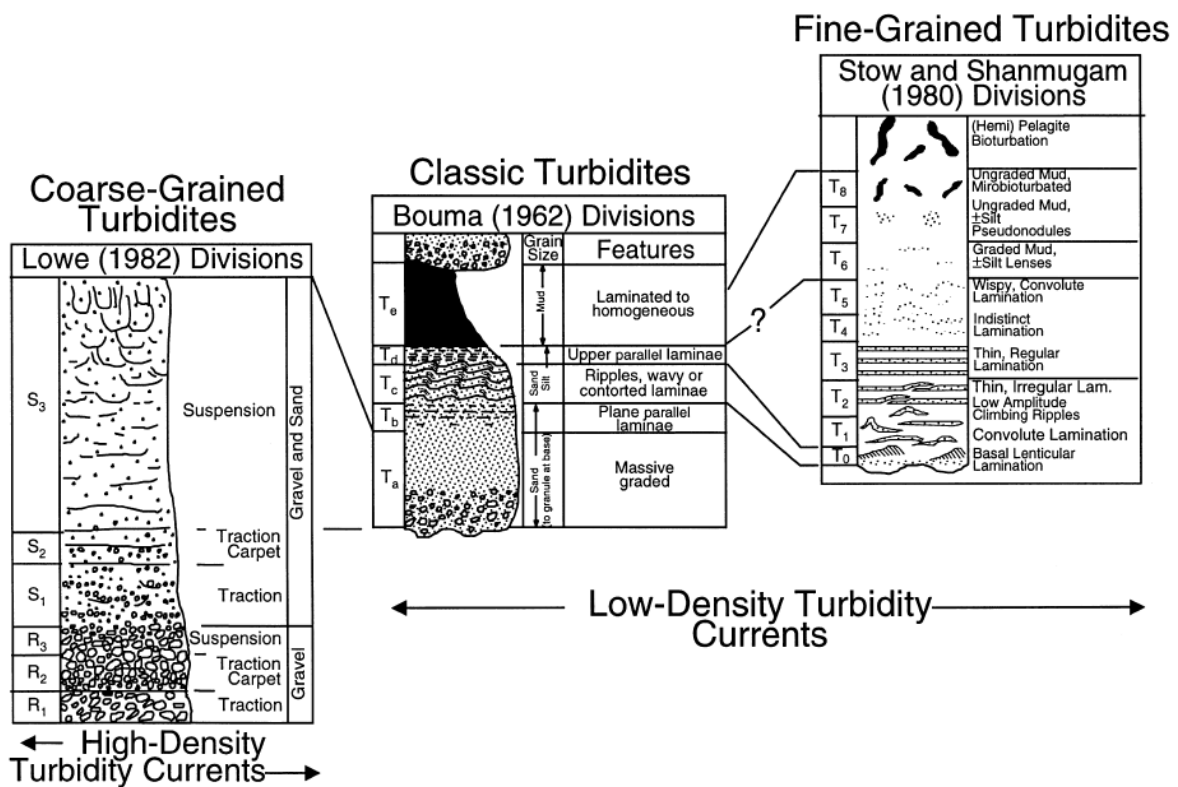 Coarse-Grained
Turbidites
Lowe (1982) Divisions
S3
Suspension
S2
Traction
Carpet
S1
Traction
Gravel and Sand
R3
Suspension
R2
Traction
Carpet
R1
Traction
Gravel
High-Density
Turbidity Currents
Classic Turbidites
Bouma (1962) Divisions
Grain
Size
Features
Te
Mud
Laminated to
homogeneous
Td
Upper parallel laminae
Sand
Silt
Tc
Ripples, wavy or
contorted laminae
Tb
Plane parallel
laminae
Ta
Sand
(to granule at base)
Massive
graded
?
Low-Density Turbidity
Currents
Fine-Grained Turbidites
Stow and Shanmugam
(1980) Divisions
(Hemi) Pelagite
Bioturbation
T8
Ungraded Mud,
Mirobioturbated
T7
Ungraded Mud,
±Silt
Pseudonodules
T6
Graded Mud,
±Silt Lenses
T5
Wispy, Convolute
Lamination
T4
Indistinct
Lamination
T3
Thin, Regular
Lamination
T2
Thin, Irregular Lam.
Low Amplitude
Climbing Ripples
T1
Convolute Lamination
T0
Basal Lenticular
Lamination